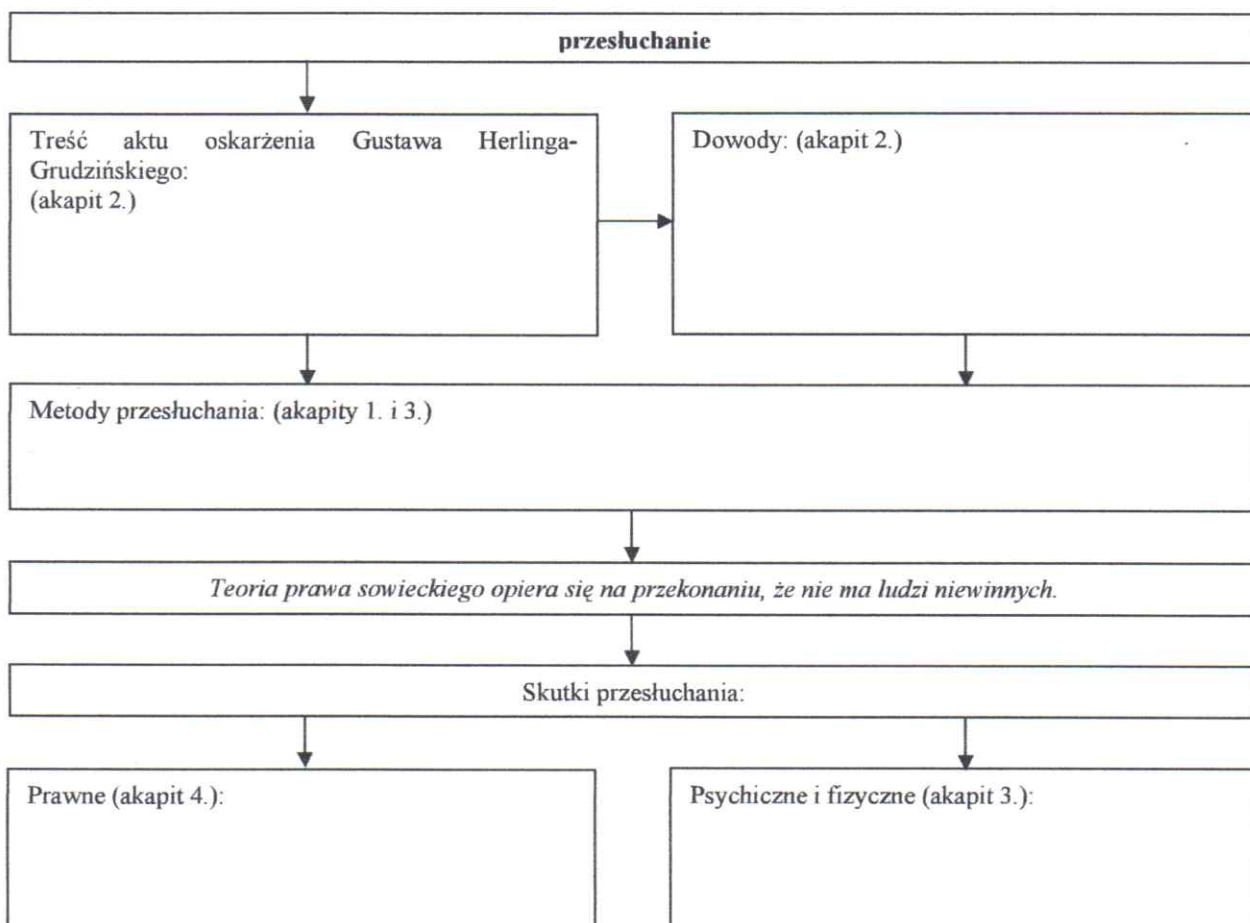 przesłuchanie
Treść aktu oskarżenia Gustawa Herlinga-
Grudzińskiego:
(akapit 2.)
Dowody: (akapit 2.)
Metody przesłuchania: (akapity 1. i 3.)
Teoria prawa sowieckiego opiera się na przekonaniu, że nie ma ludzi niewinnych.
Skutki przesłuchania:
Prawne (akapit 4.):
Psychiczne i fizyczne (akapit 3.):